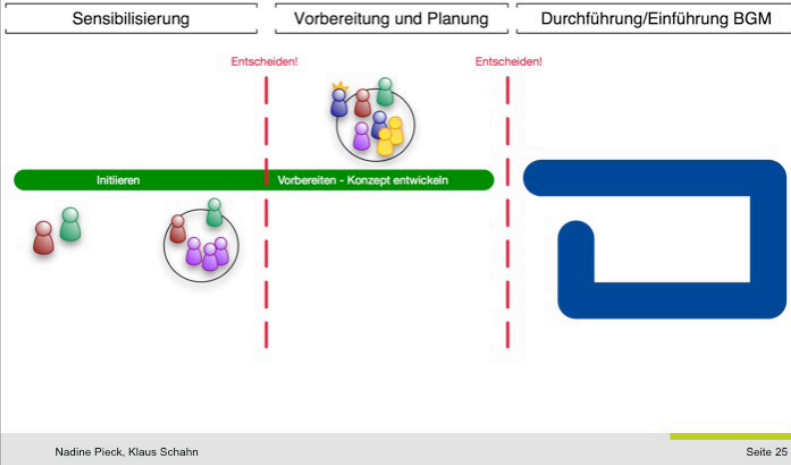 Sensibilisierung
Vorbereitung und Planung
Durchführung/Einführung BGM
Entscheiden!
Entscheiden!
Initiieren
Vorbereiten - Konzept entwickeln
Nadine Pieck, Klaus Schahn
Seite 25